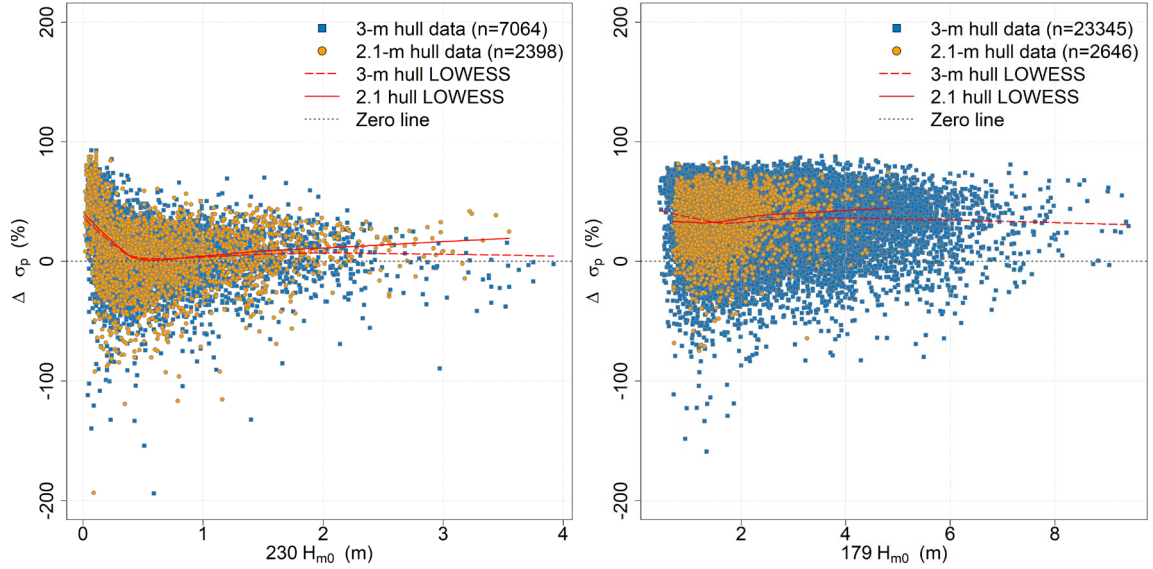 3-m hull data (n=7064)
2.1-m hull data (n=2398)
3-m hull LOWESS
2.1 hull LOWESS
Zero line
200
100
0
-100
-200
Δ σp (%)
0 1 2 3 4
230 Hm0 (m)
3-m hull data (n=23345)
2.1-m hull data (n=2646)
3-m hull LOWESS
2.1 hull LOWESS
Zero line
200
100
0
-100
-200
Δ σp (%)
2 4 6 8
179 Hm0 (m)